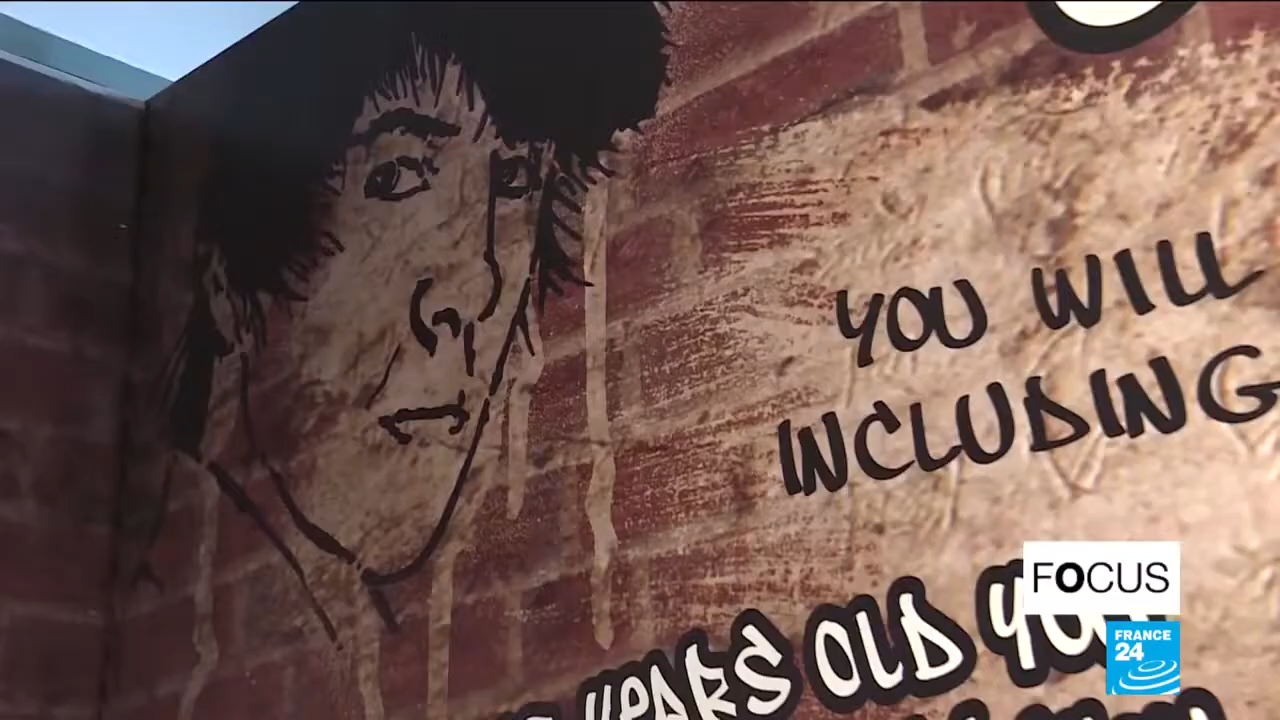 YOU WILL
INCLUDING
YEARS OLD
FOCUS
FRANCE
24